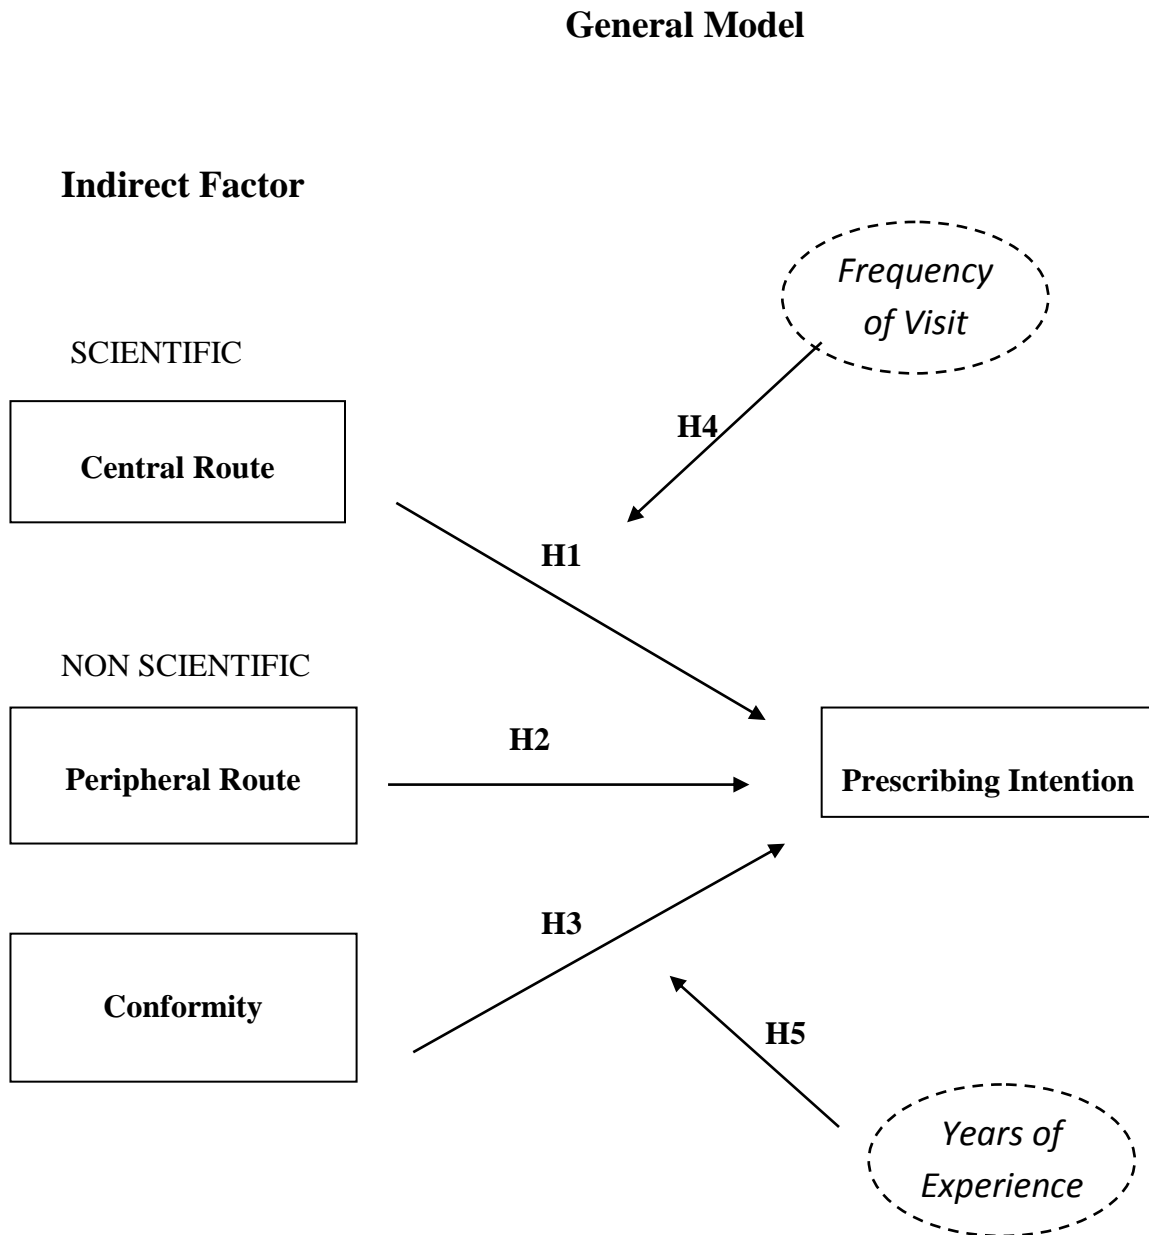 General Model
Indirect Factor
Frequency
of Visit
SCIENTIFIC
H4
Central Route
H1
NON SCIENTIFIC
H2
Peripheral Route
Prescribing Intention
H3
Conformity
H5
Years of
Experience